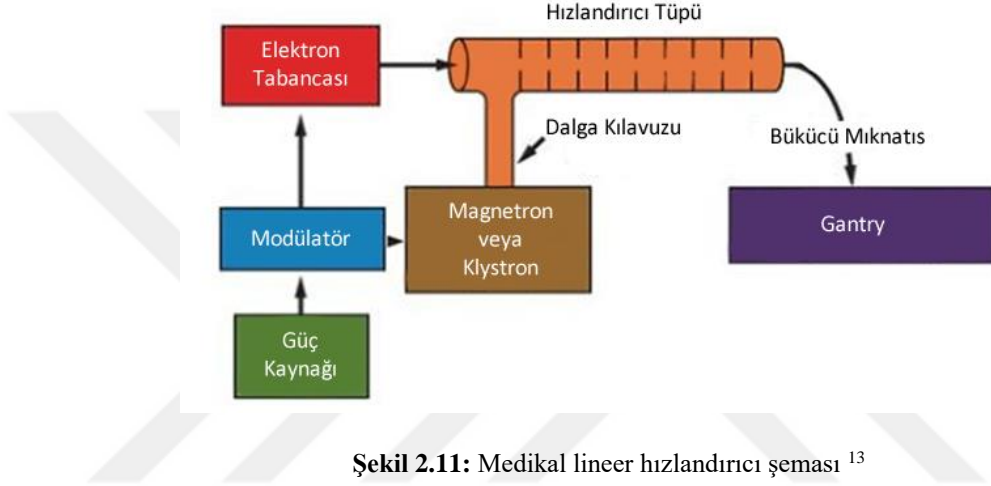 Hızlandırıcı Tüpü
Elektron
Tabancası
Dalga Kılavuzu
Bükücü Mıknatıs
Modülatör
Magnetron
veya
Klystron
Gantry
Güç
Kaynağı
Şekil 2.11: Medikal lineer hızlandırıcı şeması 13